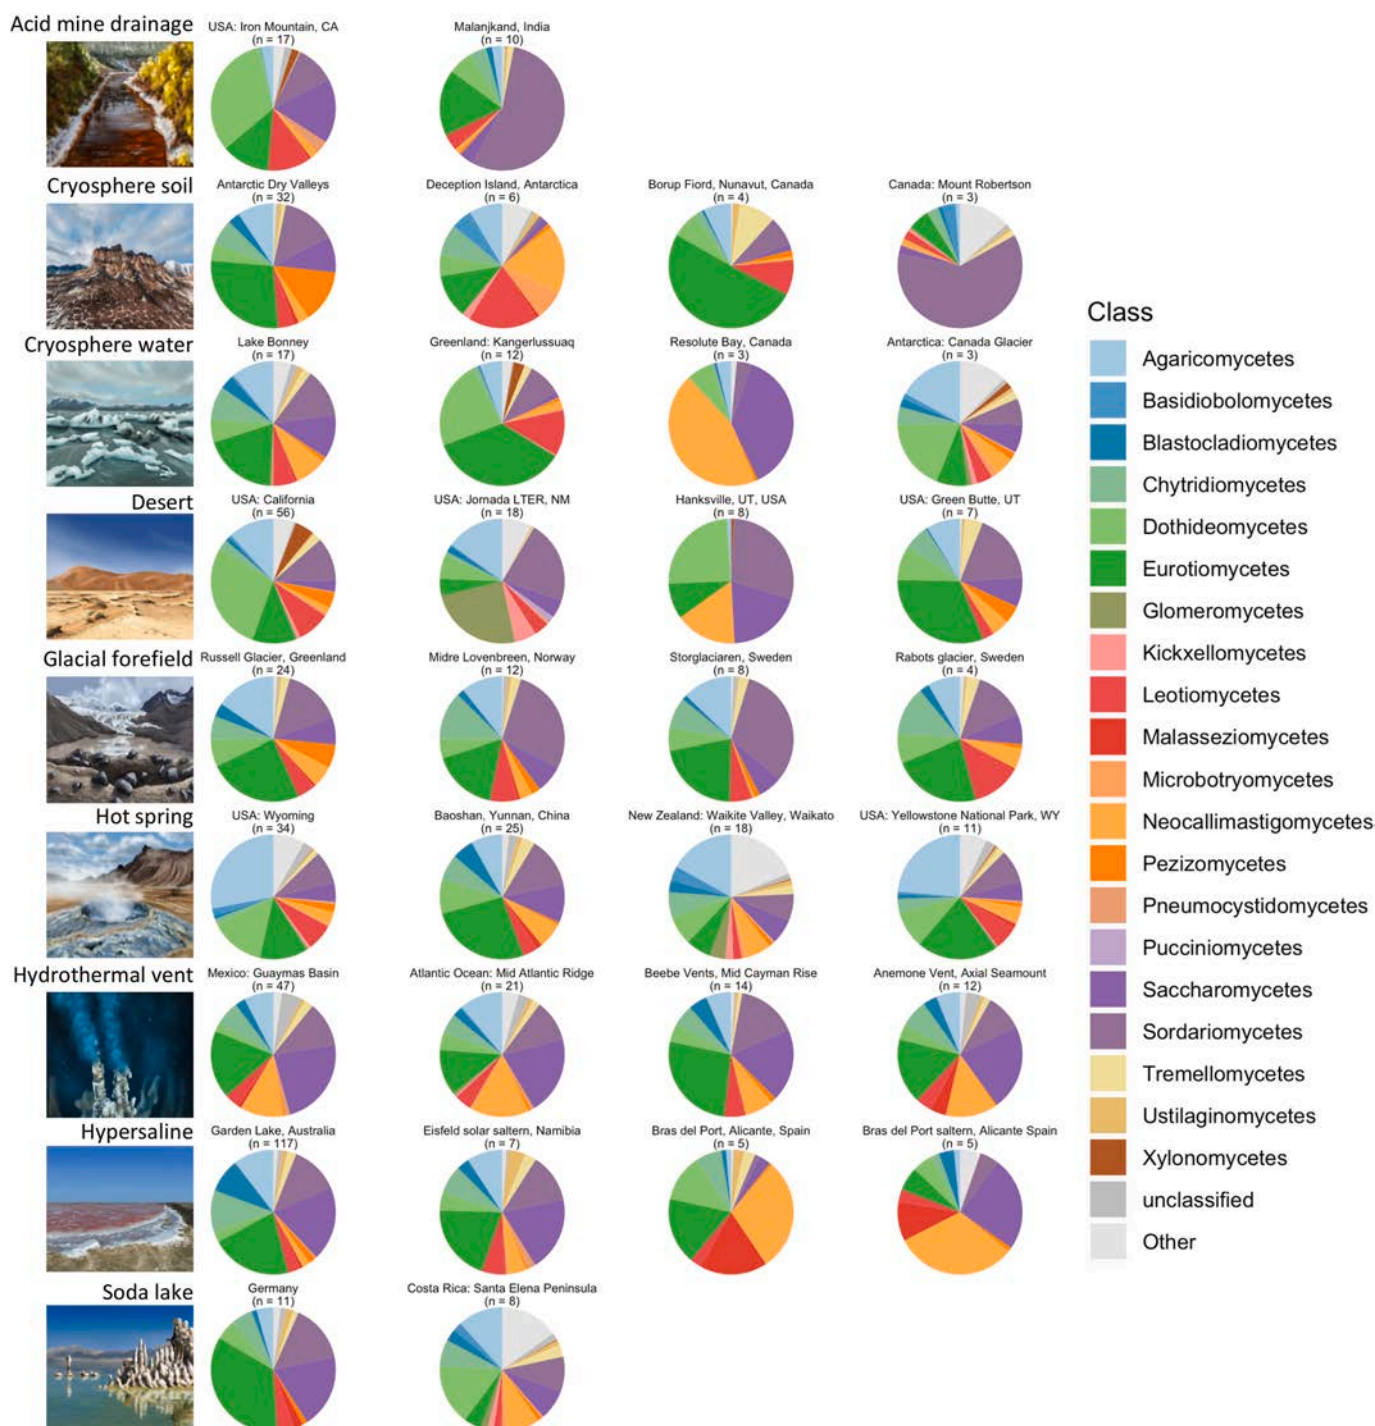 Acid mine drainage
USA: Iron Mountain, CA
(n = 17)
Malanjkand, India
(n = 10)
Cryosphere soil
Antarctic Dry Valleys
(n = 32)
Deception Island, Antarctica
(n = 6)
Borup Fiord, Nunavut, Canada
(n = 4)
Canada: Mount Robertson
(n = 3)
Cryosphere water
Lake Bonney
(n = 17)
Greenland: Kangerlussuaq
(n = 12)
Resolute Bay, Canada
(n = 3)
Antarctica: Canada Glacier
(n = 3)
Desert
USA: California
(n = 56)
USA: Jornada LTER, NM
(n = 18)
Hanksville, UT, USA
(n = 8)
USA: Green Butte, UT
(n = 7)
Glacial forefield
Russell Glacier, Greenland
(n = 24)
Midre Lovenbreen, Norway
(n = 12)
Storglaciaren, Sweden
(n = 8)
Rabots glacier, Sweden
(n = 4)
Hot spring
USA: Wyoming
(n = 34)
Baoshan, Yunnan, China
(n = 25)
New Zealand: Waikite Valley, Waikato
(n = 18)
USA: Yellowstone National Park, WY
(n = 11)
Hydrothermal vent
Mexico: Guaymas Basin
(n = 47)
Atlantic Ocean: Mid Atlantic Ridge
(n = 21)
Beebe Vents, Mid Cayman Rise
(n = 14)
Anemone Vent, Axial Seamount
(n = 12)
Hypersaline
Garden Lake, Australia
(n = 117)
Eisfeld solar saltern, Namibia
(n = 7)
Bras del Port, Alicante, Spain
(n = 5)
Bras del Port saltern, Alicante Spain
(n = 5)
Soda lake
Germany
(n = 11)
Costa Rica: Santa Elena Peninsula
(n = 8)
Class
Agaricomycetes
Basidiobolomycetes
Blastocladiomycetes
Chytridiomycetes
Dothideomycetes
Eurotiomycetes
Glomeromycetes
Kickxellomycetes
Leotiomycetes
Malasseziomycetes
Microbotryomycetes
Neocallimastigomycetes
Pezizomycetes
Pneumocystidomycetes
Pucciniomycetes
Saccharomycetes
Sordariomycetes
Tremellomycetes
Ustilaginomycetes
Xylonomycetes
unclassified
Other